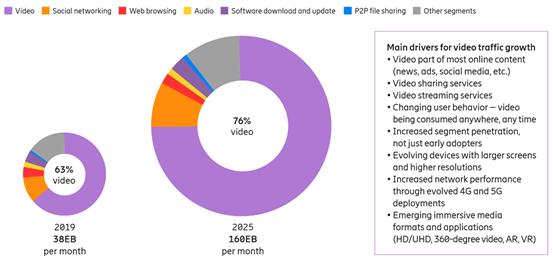 Video Social networking Web browsing Audio Software download and update P2P file sharing Other segments
63%
video
2019
38EB
per month
76%
video
2025
160EB
per month
Main drivers for video traffic growth
• Video part of most online content
(news, ads, social media, etc.)
• Video sharing services
• Video streaming services
• Changing user behavior – video
being consumed anywhere, any time
• Increased segment penetration,
not just early adopters
• Evolving devices with larger screens
and higher resolutions
• Increased network performance
through evolved 4G and 5G
deployments
• Emerging immersive media
formats and applications
(HD/UHD, 360-degree video, AR, VR)